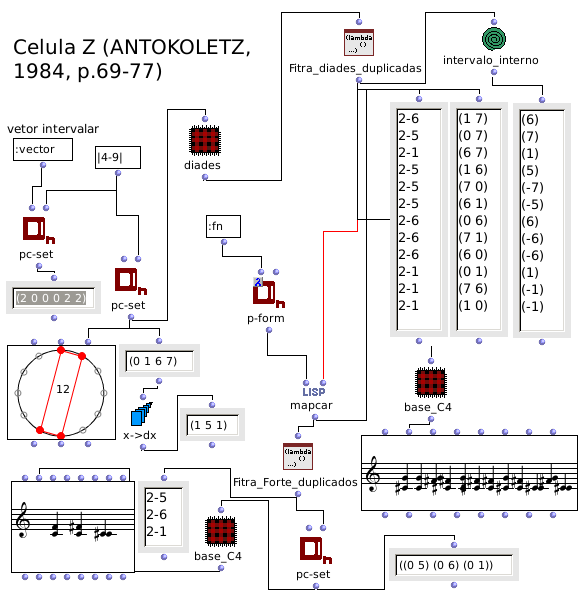 Celula Z (ANTOKOLETZ,
1984, p.69-77)
Fitra_diades_duplicadas
intervalo_interno
vetor intervalar
:vector
|4-9|
diades
pc-set
(2 0 0 0 2 2)
pc-set
:fn
p-form
2-6
2-6
2-1
2-5
2-5
2-5
2-6
2-6
2-6
2-1
2-1
2-1
(1 7)
(0 7)
(6 7)
(1 6)
(7 0)
(6 1)
(0 6)
(7 1)
(6 0)
(0 1)
(7 6)
(1 0)
(6)
(7)
(1)
(5)
(-7)
(-5)
(6)
(-6)
(-6)
(1)
(-1)
(-1)
12
(0 1 6 7)
x->dx
(1 5 1)
LISP
mapcar
base_C4
Fitra_Forte_duplicados
2-5
2-6
2-1
base_C4
pc-set
((0 5) (0 6) (0 1))